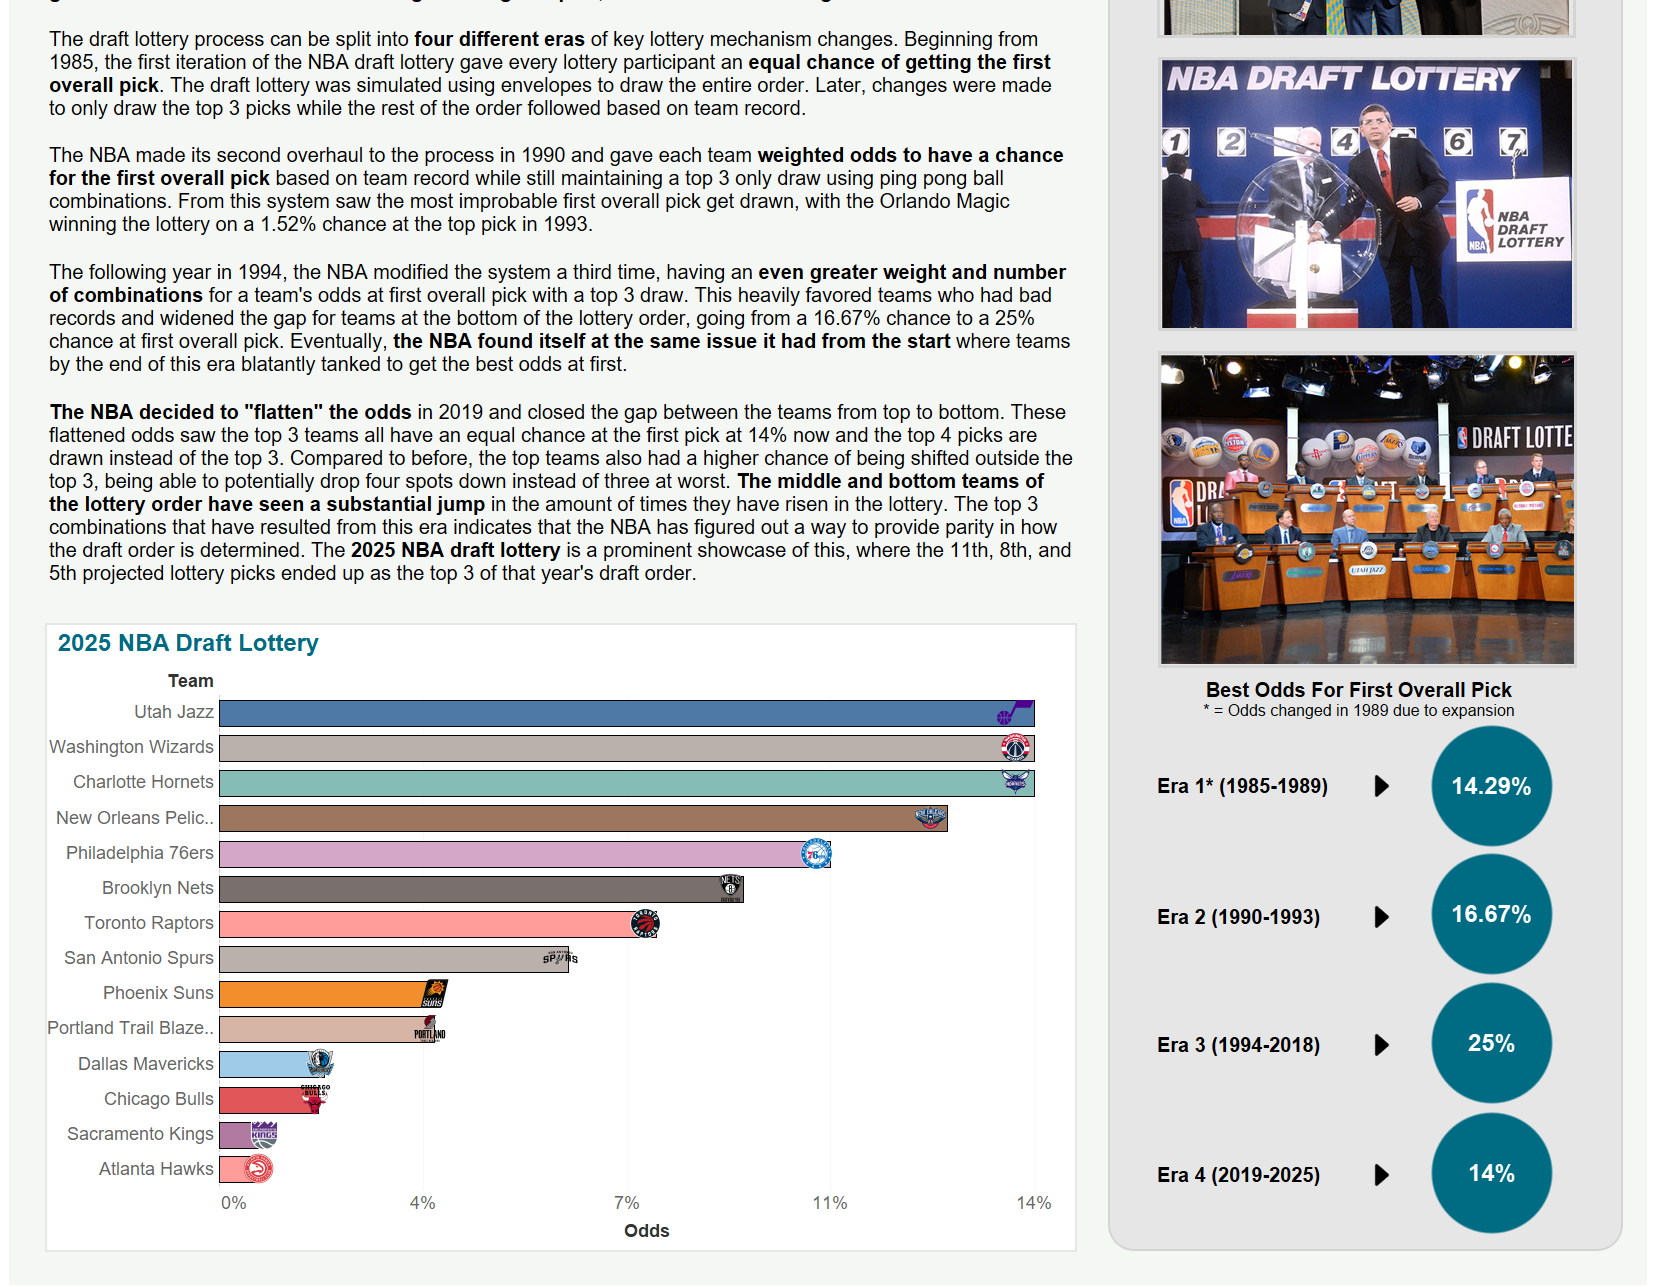 The draft lottery process can be split into four different eras of key lottery mechanism changes. Beginning from
1985, the first iteration of the NBA draft lottery gave every lottery participant an equal chance of getting the first
overall pick. The draft lottery was simulated using envelopes to draw the entire order. Later, changes were made
to only draw the top 3 picks while the rest of the order followed based on team record.
The NBA made its second overhaul to the process in 1990 and gave each team weighted odds to have a chance
for the first overall pick based on team record while still maintaining a top 3 only draw using ping pong ball
combinations. From this system saw the most improbable first overall pick get drawn, with the Orlando Magic
winning the lottery on a 1.52% chance at the top pick in 1993.
The following year in 1994, the NBA modified the system a third time, having an even greater weight and number
of combinations for a team's odds at first overall pick with a top 3 draw. This heavily favored teams who had bad
records and widened the gap for teams at the bottom of the lottery order, going from a 16.67% chance to a 25%
chance at first overall pick. Eventually, the NBA found itself at the same issue it had from the start where teams
by the end of this era blatantly tanked to get the best odds at first.
The NBA decided to "flatten" the odds in 2019 and closed the gap between the teams from top to bottom. These
flattened odds saw the top 3 teams all have an equal chance at the first pick at 14% now and the top 4 picks are
drawn instead of the top 3. Compared to before, the top teams also had a higher chance of being shifted outside the
top 3, being able to potentially drop four spots down instead of three at worst. The middle and bottom teams of
the lottery order have seen a substantial jump in the amount of times they have risen in the lottery. The top 3
combinations that have resulted from this era indicates that the NBA has figured out a way to provide parity in how
the draft order is determined. The 2025 NBA draft lottery is a prominent showcase of this, where the 11th, 8th, and
5th projected lottery picks ended up as the top 3 of that year's draft order.
2025 NBA Draft Lottery
Team
Utah Jazz
Washington Wizards
Charlotte Hornets
New Orleans Pelic..
Philadelphia 76ers
76ers
Brooklyn Nets
NETS
Toronto Raptors
San Antonio Spurs
SPURS
Phoenix Suns
SUNS
Portland Trail Blaze..
PORTLAND
Dallas Mavericks
Chicago Bulls
CHICAGO
BULLS
Sacramento Kings
KINGS
Atlanta Hawks
0% 4% 7% 11% 14%
Odds
NBA DRAFT LOTTERY
1 2 4 6 7
NBA
DRAFT
LOTTERY
NBA
DRAFT LOTTE
DRA
L
NBA
UTAH JAZZ
Best Odds For First Overall Pick
* = Odds changed in 1989 due to expansion
Era 1* (1985-1989) 14.29%
Era 2 (1990-1993) 16.67%
Era 3 (1994-2018) 25%
Era 4 (2019-2025) 14%